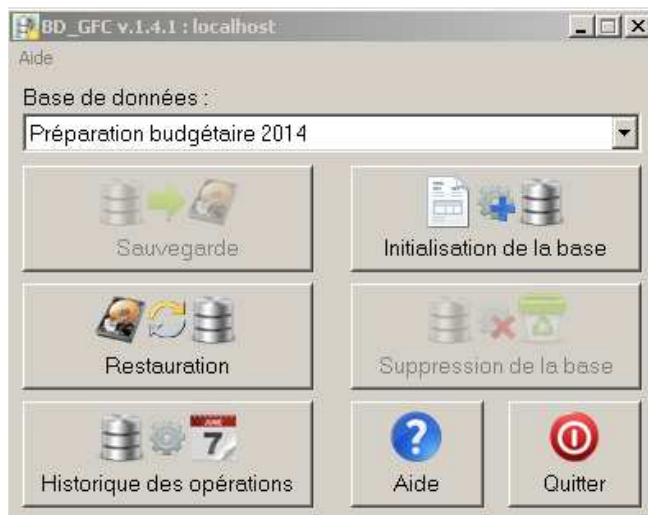 BD_GFC v.1.4.1 : localhost
Aide
Base de données :
Préparation budgétaire 2014
Sauvegarde
Initialisation de la base
Restauration
Suppression de la base
JUNE
7
Historique des opérations
Aide
Quitter